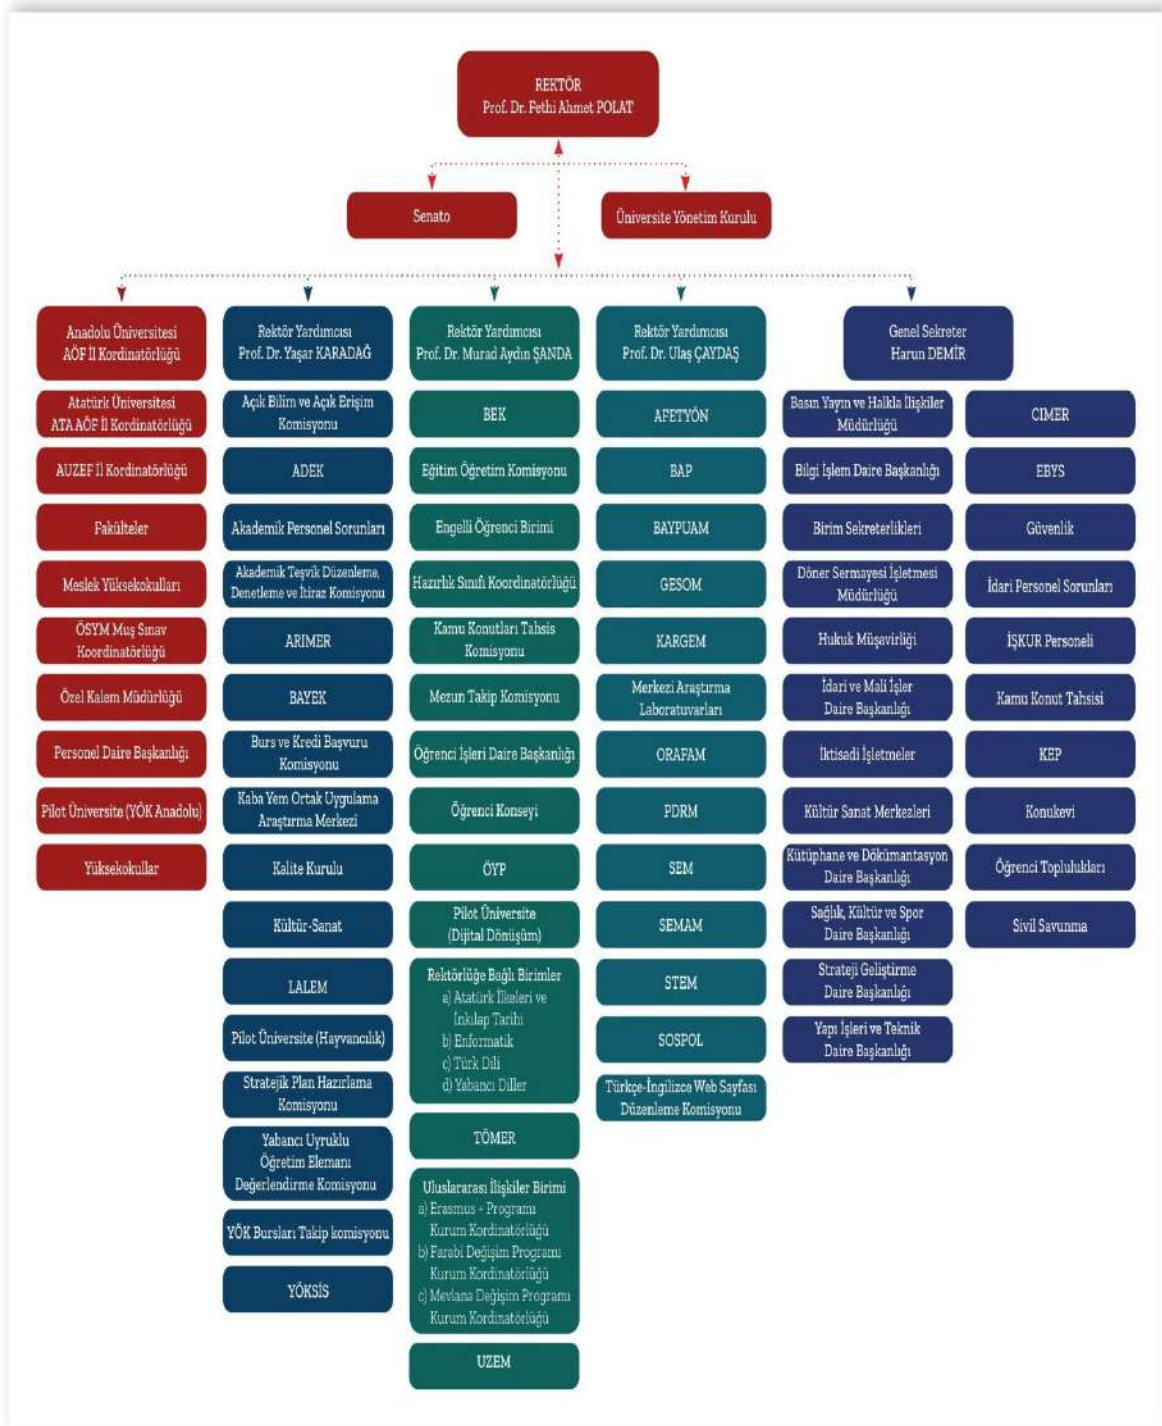 REKTÖR
Prof. Dr. Fethi Ahmet POLAT
Senato
Üniversite Yönetim Kurulu
Anadolu Üniversitesi
AÖF İl Kordinatörlüğü
Atatürk Üniversitesi
ATA AÖF İl Kordinatörlüğü
AUZEF İl Kordinatörlüğü
Fakülteler
Meslek Yüksekokulları
ÖSYM Muş Sınav
Koordinatörlüğü
Özel Kalem Müdürlüğü
Personel Daire Başkanlığı
Pilot Üniversite (YÖK Anadolu)
Yüksekokullar
Rektör Yardımcısı
Prof. Dr. Yaşar KARADAĞ
Açık Bilim ve Açık Erişim
Komisyonu
ADEK
Akademik Personel Sorunları
Akademik Teşvik Düzenleme,
Denetleme ve İtiraz Komisyonu
ARIMER
BAYEK
Burs ve Kredi Başvuru
Komisyonu
Kaba Yem Ortak Uygulama
Araştırma Merkezi
Kalite Kurulu
Kültür-Sanat
LALEM
Pilot Üniversite (Hayvancılık)
Stratejik Plan Hazırlama
Komisyonu
Yabancı Uyruklu
Öğretim Elemanı
Değerlendirme Komisyonu
YÖK Bursları Takip komisyonu
YÖKSİS
Rektör Yardımcısı
Prof. Dr. Murad Aydın ŞANDA
BEK
Eğitim Öğretim Komisyonu
Engelli Öğrenci Birimi
Hazırlık Sınıfı Koordinatörlüğü
Kamu Konutları Tahsis
Komisyonu
Mezun Takip Komisyonu
Öğrenci İşleri Daire Başkanlığı
Öğrenci Konseyi
ÖYP
Pilot Üniversite
(Dijital Dönüşüm)
Rektörlüğe Bağlı Birimler
a) Atatürk İlkeleri ve
İnkılap Tarihi
b) Enformatik
c) Türk Dili
d) Yabancı Diller
TÖMER
Uluslararası İlişkiler Birimi
a) Erasmus + Programı
Kurum Kordinatörlüğü
b) Farabi Değişim Programı
Kurum Kordinatörlüğü
c) Mevlana Değişim Programı
Kurum Kordinatörlüğü
UZEM
Rektör Yardımcısı
Prof. Dr. Ulaş ÇAYDAŞ
AFETYÖN
BAP
BAYPUAM
GESOM
KARGEM
Merkezi Araştırma
Laboratuvarları
ORAFAM
PDRM
SEM
SEMAM
STEM
SOSPOL
Türkçe-İngilizce Web Sayfası
Düzenleme Komisyonu
Genel Sekreter
Harun DEMİR
Basın Yayın ve Halkla İlişkiler
Müdürlüğü
Bilgi İşlem Daire Başkanlığı
Birim Sekreterlikleri
Döner Sermayesi İşletmesi
Müdürlüğü
Hukuk Müşavirliği
İdari ve Mali İşler
Daire Başkanlığı
İktisadi İşletmeler
Kültür Sanat Merkezleri
Kütüphane ve Dökümantasyon
Daire Başkanlığı
Sağlık, Kültür ve Spor
Daire Başkanlığı
Strateji Geliştirme
Daire Başkanlığı
Yapı İşleri ve Teknik
Daire Başkanlığı
CIMER
EBYS
Güvenlik
İdari Personel Sorunları
İŞKUR Personeli
Kamu Konut Tahsisi
KEP
Konukevi
Öğrenci Toplulukları
Sivil Savunma